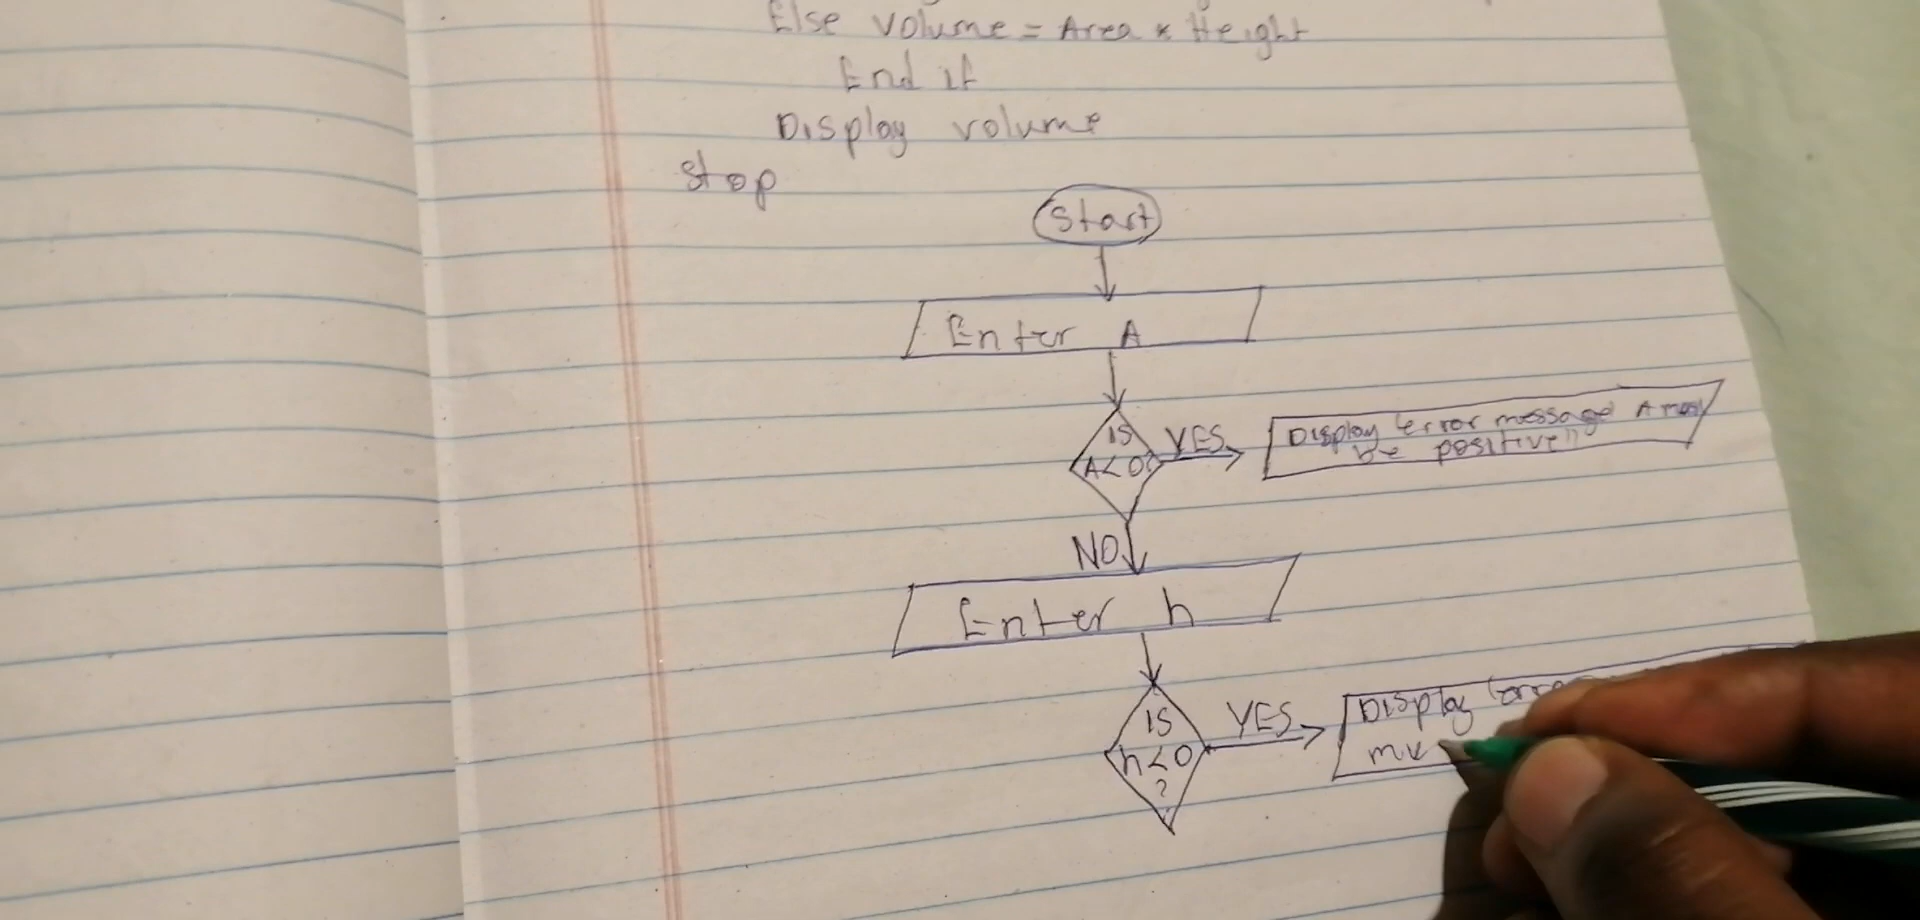 Else volume = Area * Height
End if
Display volume
Stop
Start
Enter A
IS
A<0?
YES
Display "error message A must
be positive"
NO
Enter h
IS
h<0
?
YES
Display